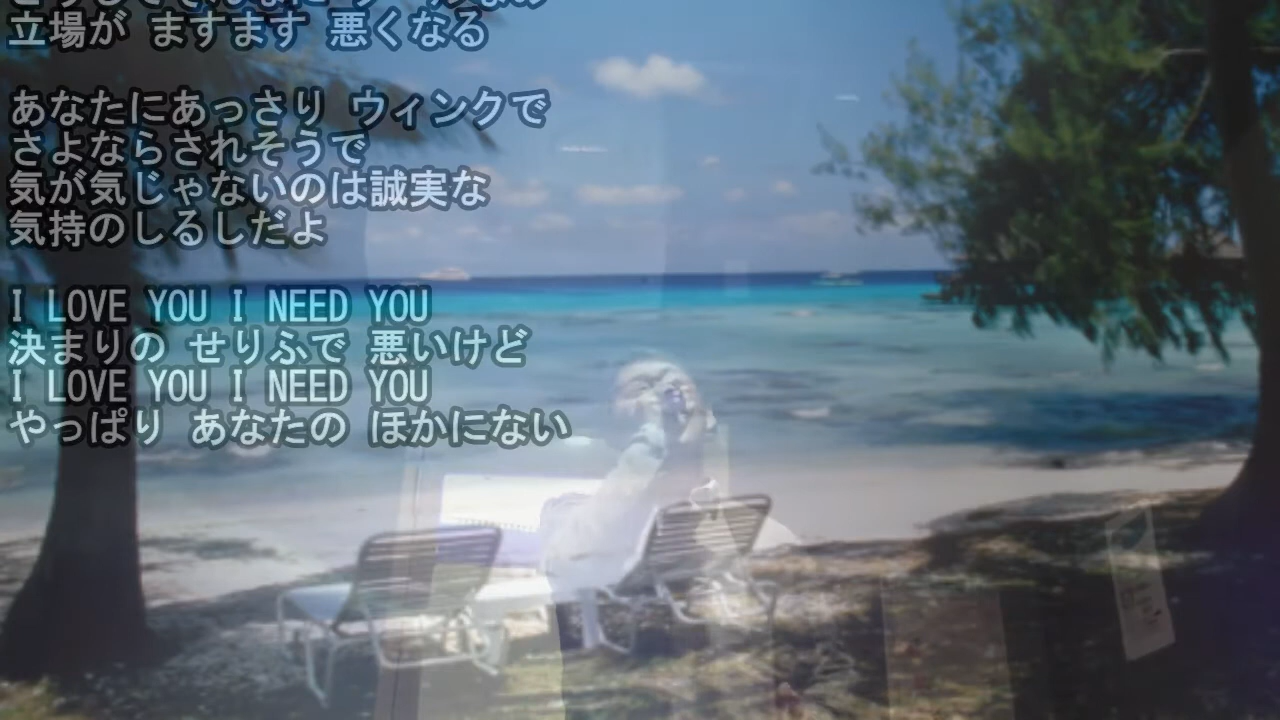 立場が ますます 悪くなる
あなたにあっさり ウィンクで
さよならされそうで
気が気じゃないのは誠実な
気持のしるしだよ
I LOVE YOU I NEED YOU
決まりの せりふで 悪いけど
I LOVE YOU I NEED YOU
やっぱり あなたの ほかにない